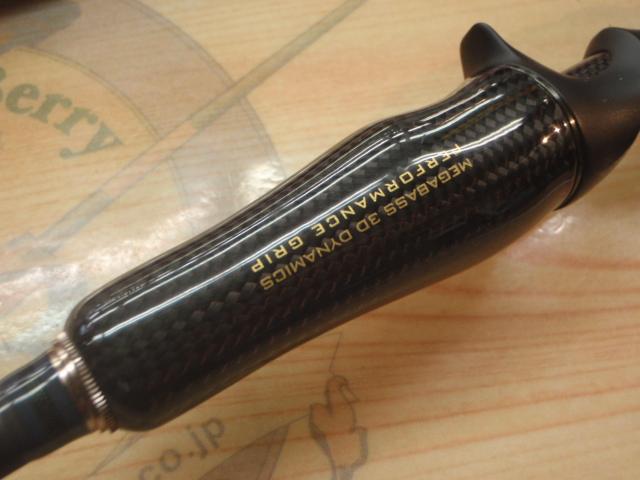 Berry
MEGABASS 3D DYNAMICS
PERFORMANCE GRIP
.co.jp